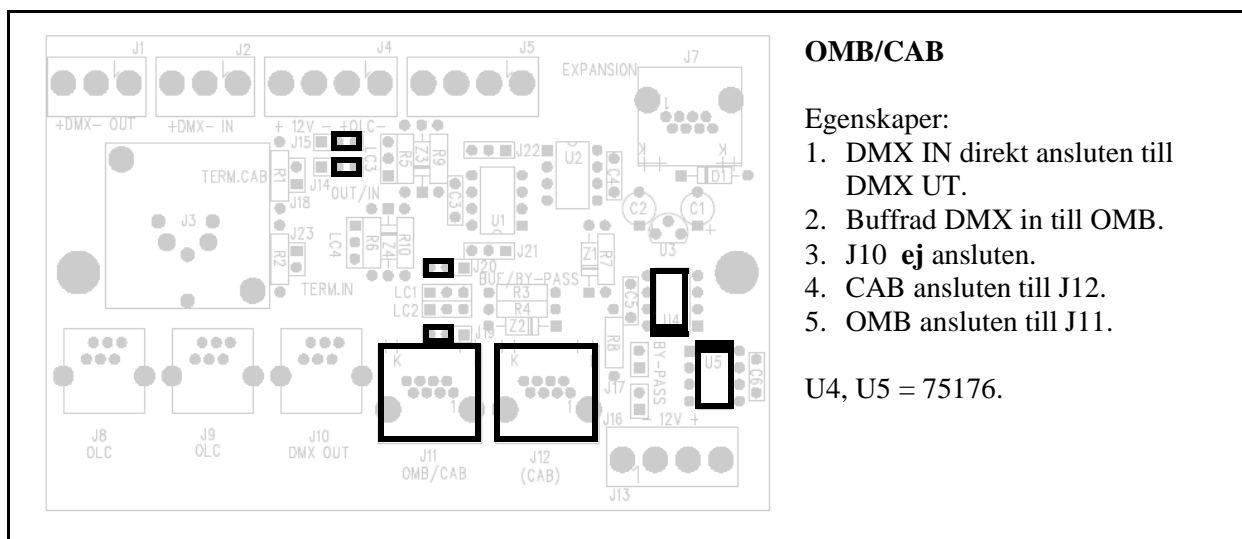 J1 J2 J4 J5
EXPANSION J7
+DMX- OUT +DMX- IN + 12V - +OLC-
J15 LC3 R5 Z3 R9 J22 U2 C4 K K D1
TERM.CAB R1 J14 OUT/IN C3 U1 C2 C1
J18 U3 +
J3 J23 LC4 R6 Z4 R10 J21 Z1 R7
R2 J20 BUF/BY-PASS
TERM.IN LC1 R3 C5 U4
LC2 R4
J19 Z2 R8 BY-PASS U5 C6
K K
J17
1 1 J16 - 12V +
J8 J9 J10 J11 J12
OLC OLC DMX OUT OMB/CAB (CAB)
1
J13
OMB/CAB
Egenskaper:
1. DMX IN direkt ansluten till
DMX UT.
2. Buffrad DMX in till OMB.
3. J10 ej ansluten.
4. CAB ansluten till J12.
5. OMB ansluten till J11.
U4, U5 = 75176.